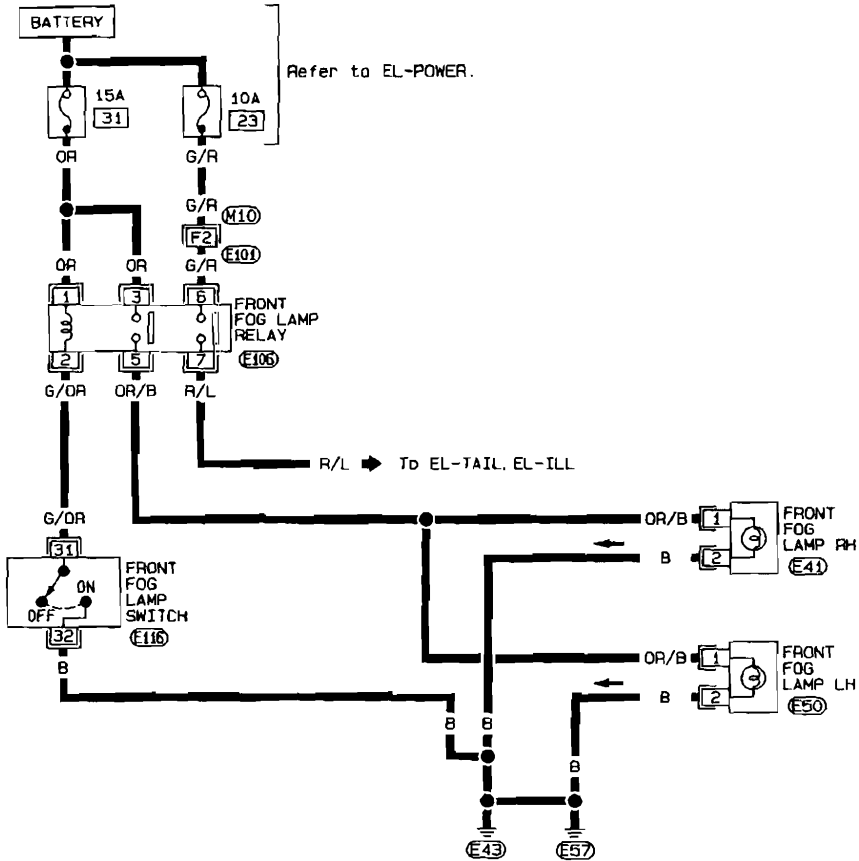 BATTERY
Refer to EL-POWER.
15A
31
10A
23
OR
G/R
G/R
M10
F2
E101
OR
OR
G/R
1
3
6
FRONT
FOG LAMP
RELAY
2
5
7
E106
G/OR
OR/B
R/L
R/L
To EL-TAIL, EL-ILL
G/OR
OR/B
1
FRONT
FOG
LAMP RH
B
2
E41
31
FRONT
FOG
LAMP
SWITCH
ON
OFF
32
E116
B
OR/B
1
FRONT
FOG
LAMP LH
B
2
E50
B
B
B
E43
E57